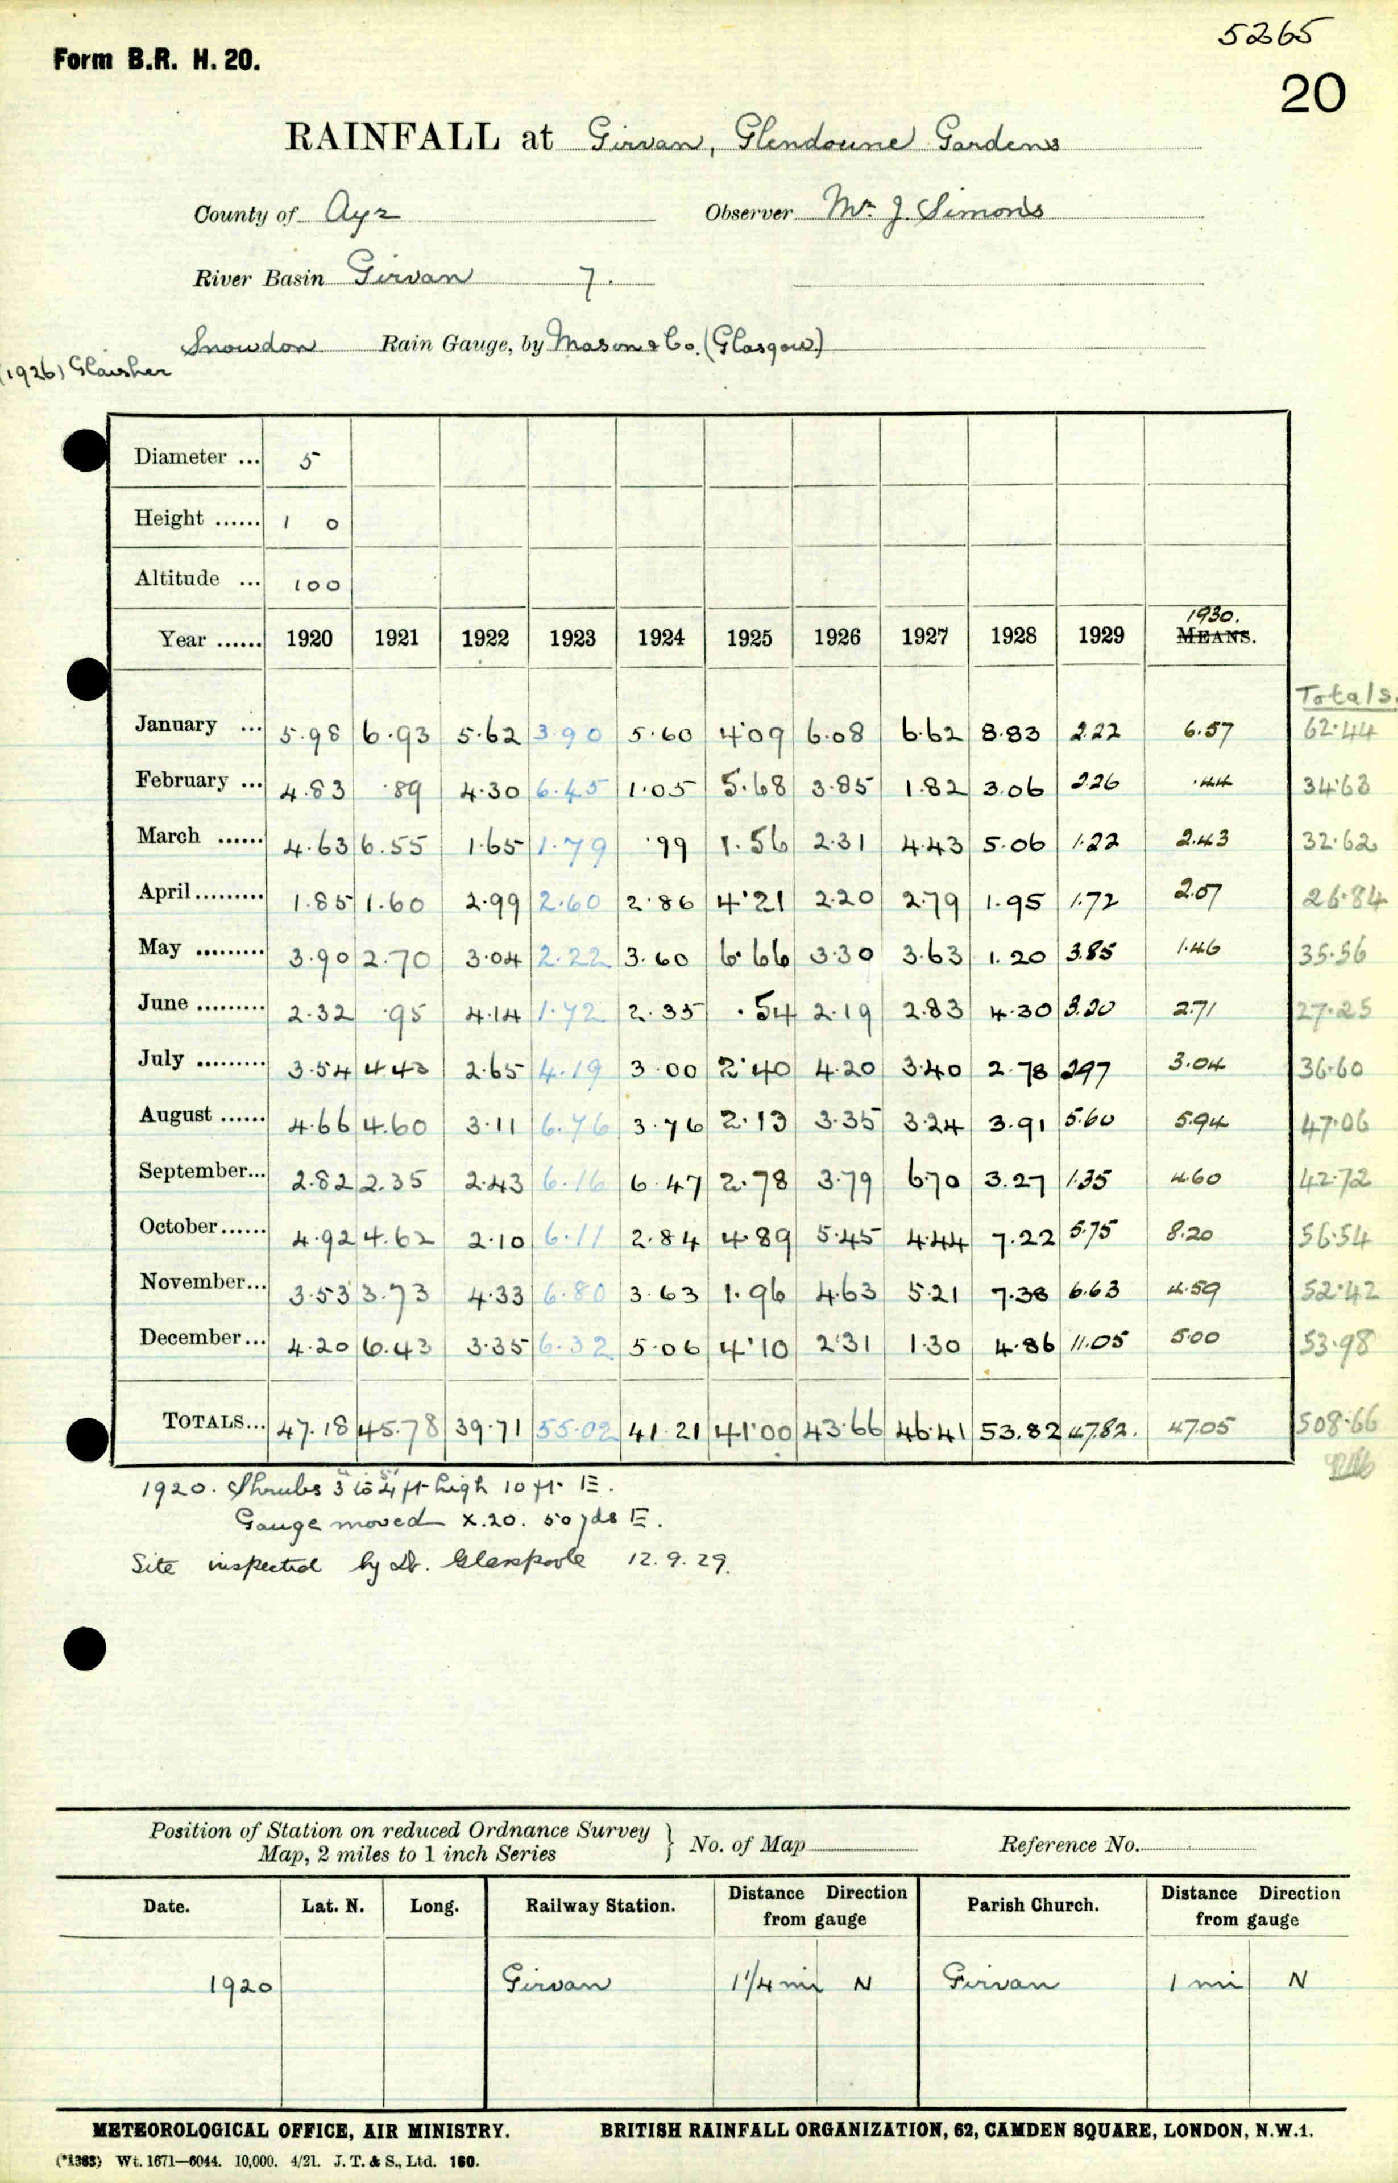 5265
Form B.R. H. 20.
20
RAINFALL at Girvan, Glendoune Gardens
County of Ayr Observer Mr. J. Simons
River Basin Girvan 7.
Snowdon Rain Gauge, by Mason & Co. (Glasgow)
(1926) Glaisher
Diameter ... 5
Height ...... 1 0
Altitude ... 100
Year ...... 1920 1921 1922 1923 1924 1925 1926 1927 1928 1929 1930. MEANS.
Totals.
January ... 5.98 6.93 5.62 3.90 5.60 4.09 6.08 6.62 8.83 2.22 6.57 62.44
February ... 4.83 .89 4.30 6.45 1.05 5.68 3.85 1.82 3.06 2.26 .44 34.63
March ...... 4.63 6.55 1.65 1.79 .99 1.56 2.31 4.43 5.06 1.22 2.43 32.62
April ......... 1.85 1.60 2.99 2.60 2.86 4.21 2.20 2.79 1.95 1.72 2.07 26.84
May ......... 3.90 2.70 3.04 2.22 3.60 6.66 3.30 3.63 1.20 3.85 1.46 35.56
June ......... 2.32 .95 4.14 1.72 2.35 .54 2.19 2.83 4.30 3.20 2.71 27.25
July ......... 3.54 4.43 2.65 4.19 3.00 2.40 4.20 3.40 2.78 2.97 3.04 36.60
August ...... 4.66 4.60 3.11 6.76 3.76 2.13 3.35 3.24 3.91 5.60 5.94 47.06
September... 2.82 2.35 2.43 6.16 6.47 2.78 3.79 6.70 3.27 1.35 4.60 42.72
October...... 4.92 4.62 2.10 6.11 2.84 4.89 5.45 4.44 7.22 5.75 8.20 56.54
November... 3.53 3.73 4.33 6.80 3.63 1.96 4.63 5.21 7.38 6.63 4.59 52.42
December... 4.20 6.43 3.35 6.32 5.06 4.10 2.31 1.30 4.86 11.05 5.00 53.98
TOTALS... 47.18 45.78 39.71 55.02 41.21 41.00 43.66 46.41 53.82 47.82. 47.05 508.66
1920. Shrubs 3 to 4 ft high 10 ft. E.
Gauge moved X.20. 50 yds E.
Site inspected by Dr. Glasspoole 12.9.29.
Position of Station on reduced Ordnance Survey
Map, 2 miles to 1 inch Series } No. of Map Reference No.
Date. Lat. N. Long. Railway Station. Distance Direction from gauge Parish Church. Distance Direction from gauge
1920 Girvan 1 1/4 mi N Girvan 1 mi N
METEOROLOGICAL OFFICE, AIR MINISTRY. BRITISH RAINFALL ORGANIZATION, 62, CAMDEN SQUARE, LONDON, N.W.1.
(*1383) Wt. 1671—6044. 10,000. 4/21. J. T. & S., Ltd. 160.